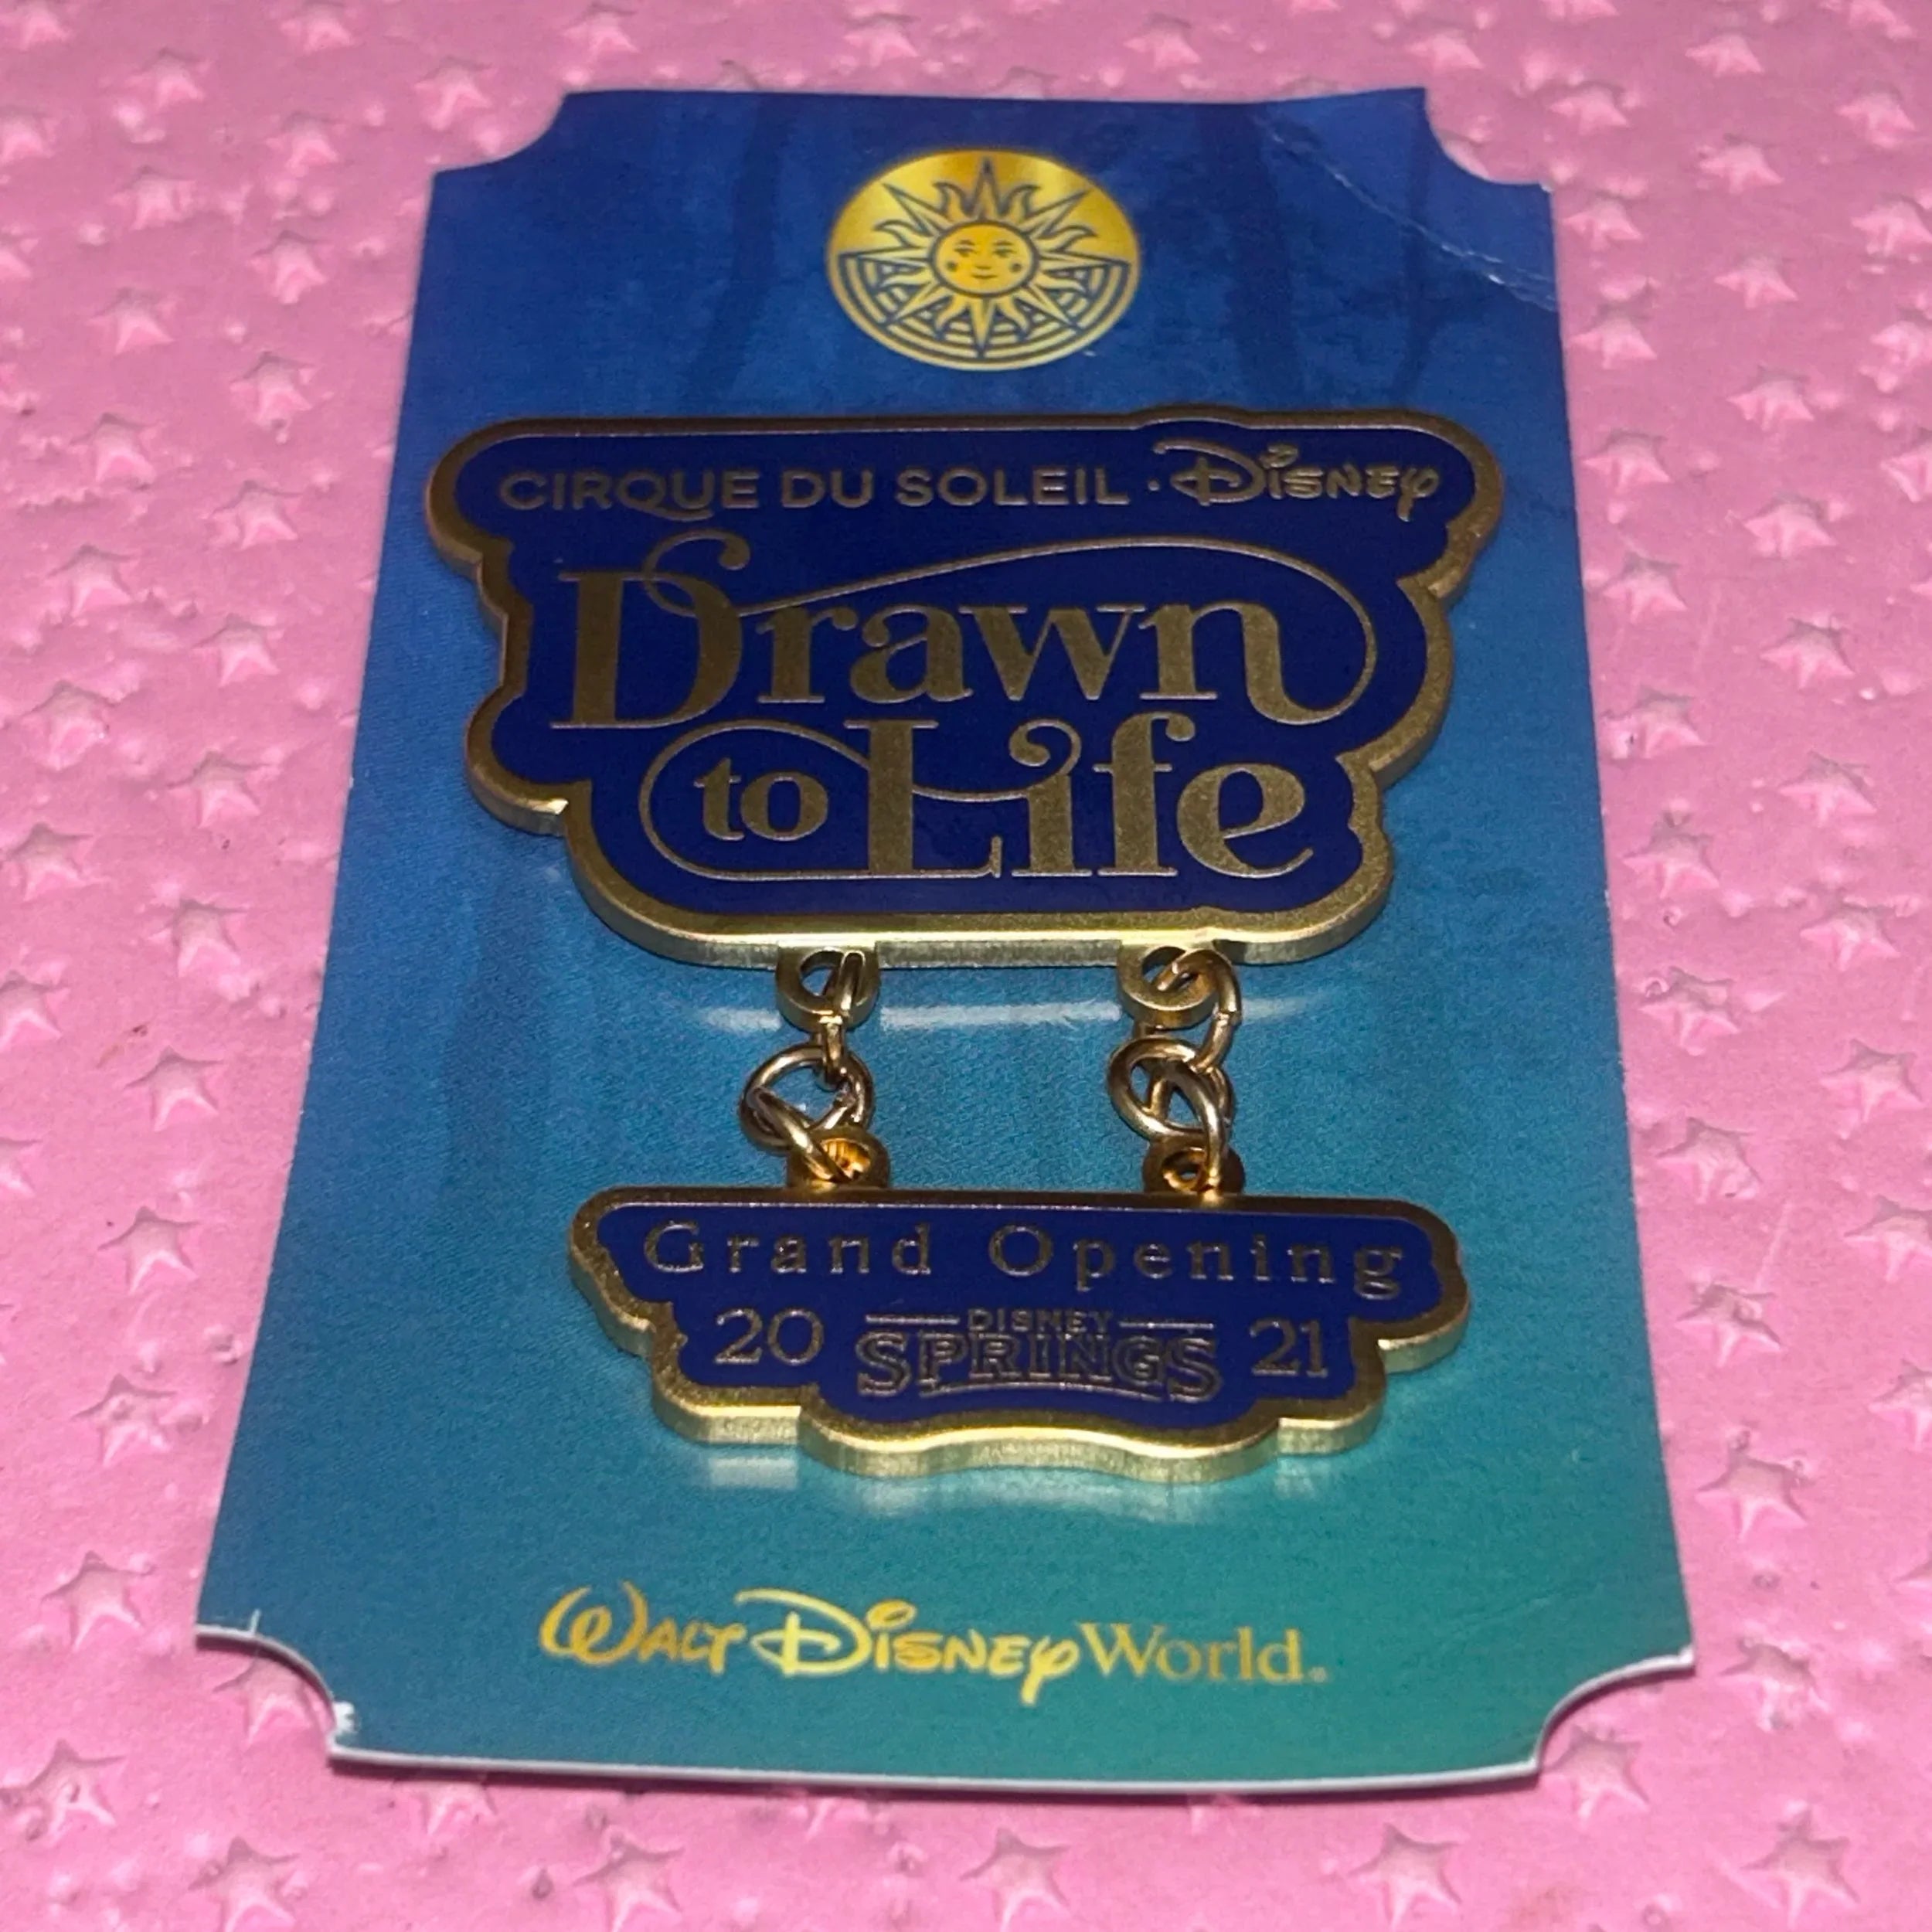 CIRQUE DU SOLEIL · Disney
Drawn
to Life
Grand Opening
20 DISNEY SPRINGS 21
Walt Disney World.